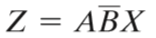 Z = AB̅X